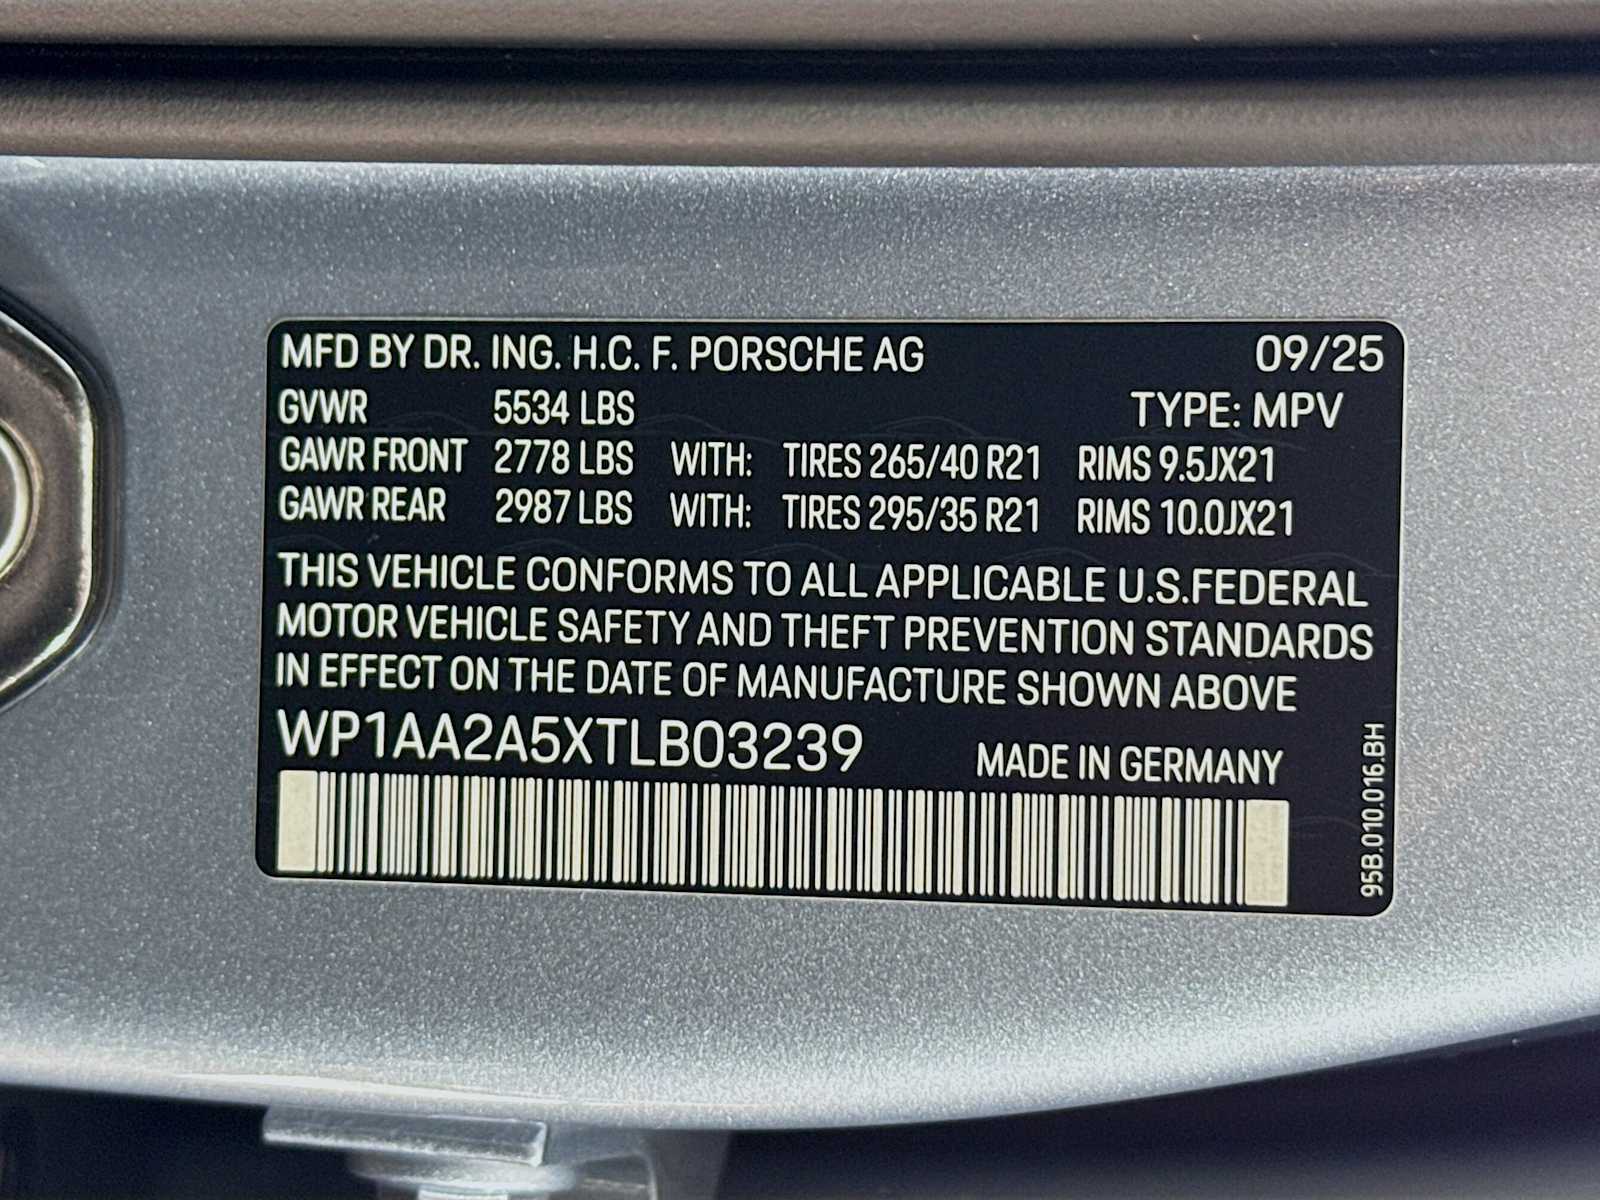 MFD BY DR. ING. H.C. F. PORSCHE AG 09/25
GVWR 5534 LBS TYPE: MPV
GAWR FRONT 2778 LBS WITH: TIRES 265/40 R21 RIMS 9.5JX21
GAWR REAR 2987 LBS WITH: TIRES 295/35 R21 RIMS 10.0JX21
THIS VEHICLE CONFORMS TO ALL APPLICABLE U.S.FEDERAL
MOTOR VEHICLE SAFETY AND THEFT PREVENTION STANDARDS
IN EFFECT ON THE DATE OF MANUFACTURE SHOWN ABOVE
WP1AA2A5XTLB03239 MADE IN GERMANY
95B.010.016.BH